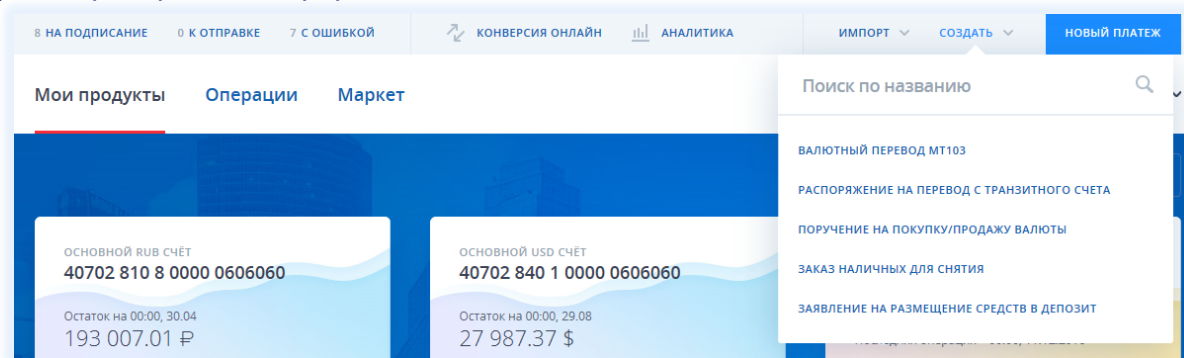 8 НА ПОДПИСАНИЕ 0 К ОТПРАВКЕ 7 С ОШИБКОЙ КОНВЕРСИЯ ОНЛАЙН АНАЛИТИКА ИМПОРТ СОЗДАТЬ НОВЫЙ ПЛАТЕЖ
Мои продукты Операции Маркет
Поиск по названию
ВАЛЮТНЫЙ ПЕРЕВОД МТ103
РАСПОРЯЖЕНИЕ НА ПЕРЕВОД С ТРАНЗИТНОГО СЧЕТА
ПОРУЧЕНИЕ НА ПОКУПКУ/ПРОДАЖУ ВАЛЮТЫ
ЗАКАЗ НАЛИЧНЫХ ДЛЯ СНЯТИЯ
ЗАЯВЛЕНИЕ НА РАЗМЕЩЕНИЕ СРЕДСТВ В ДЕПОЗИТ
ОСНОВНОЙ RUB СЧЁТ
40702 810 8 0000 0606060
Остаток на 00:00, 30.04
193 007.01 ₽
ОСНОВНОЙ USD СЧЁТ
40702 840 1 0000 0606060
Остаток на 00:00, 29.08
27 987.37 $